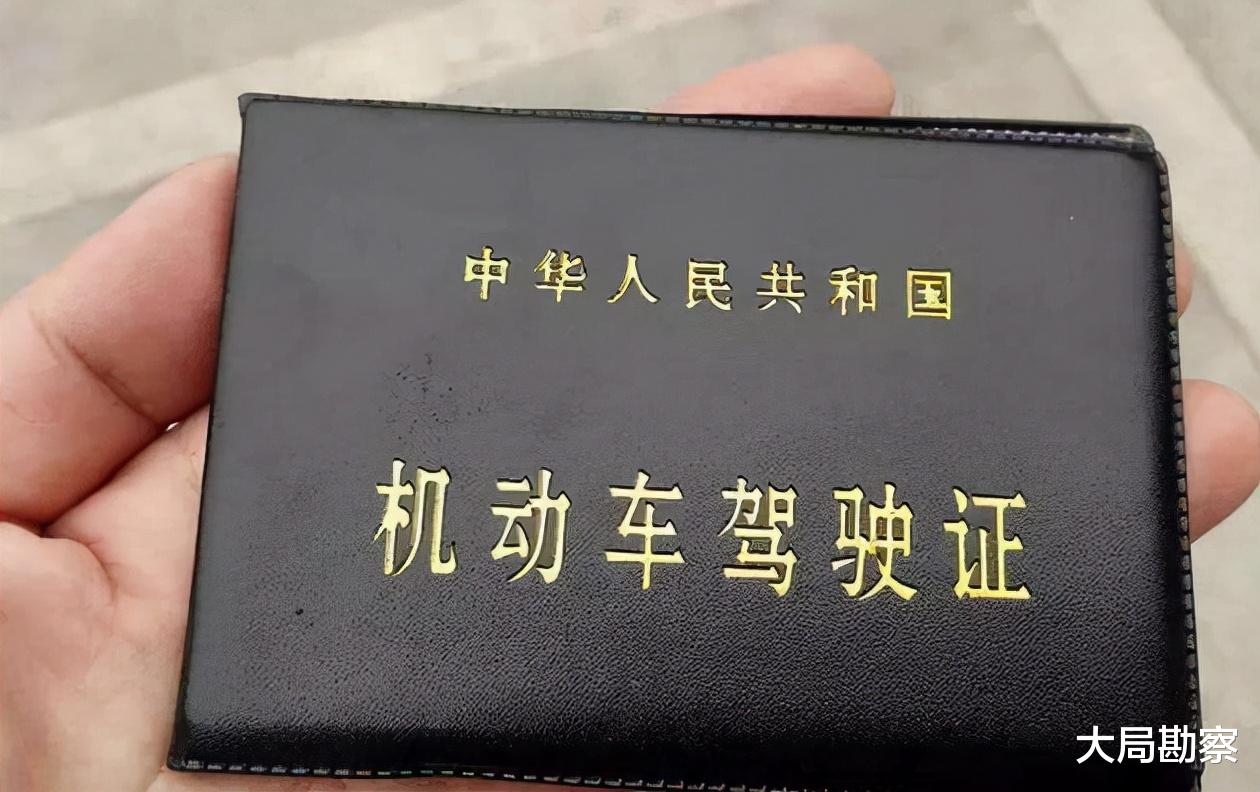 中华人民共和国
机动车驾驶证
大局勘察